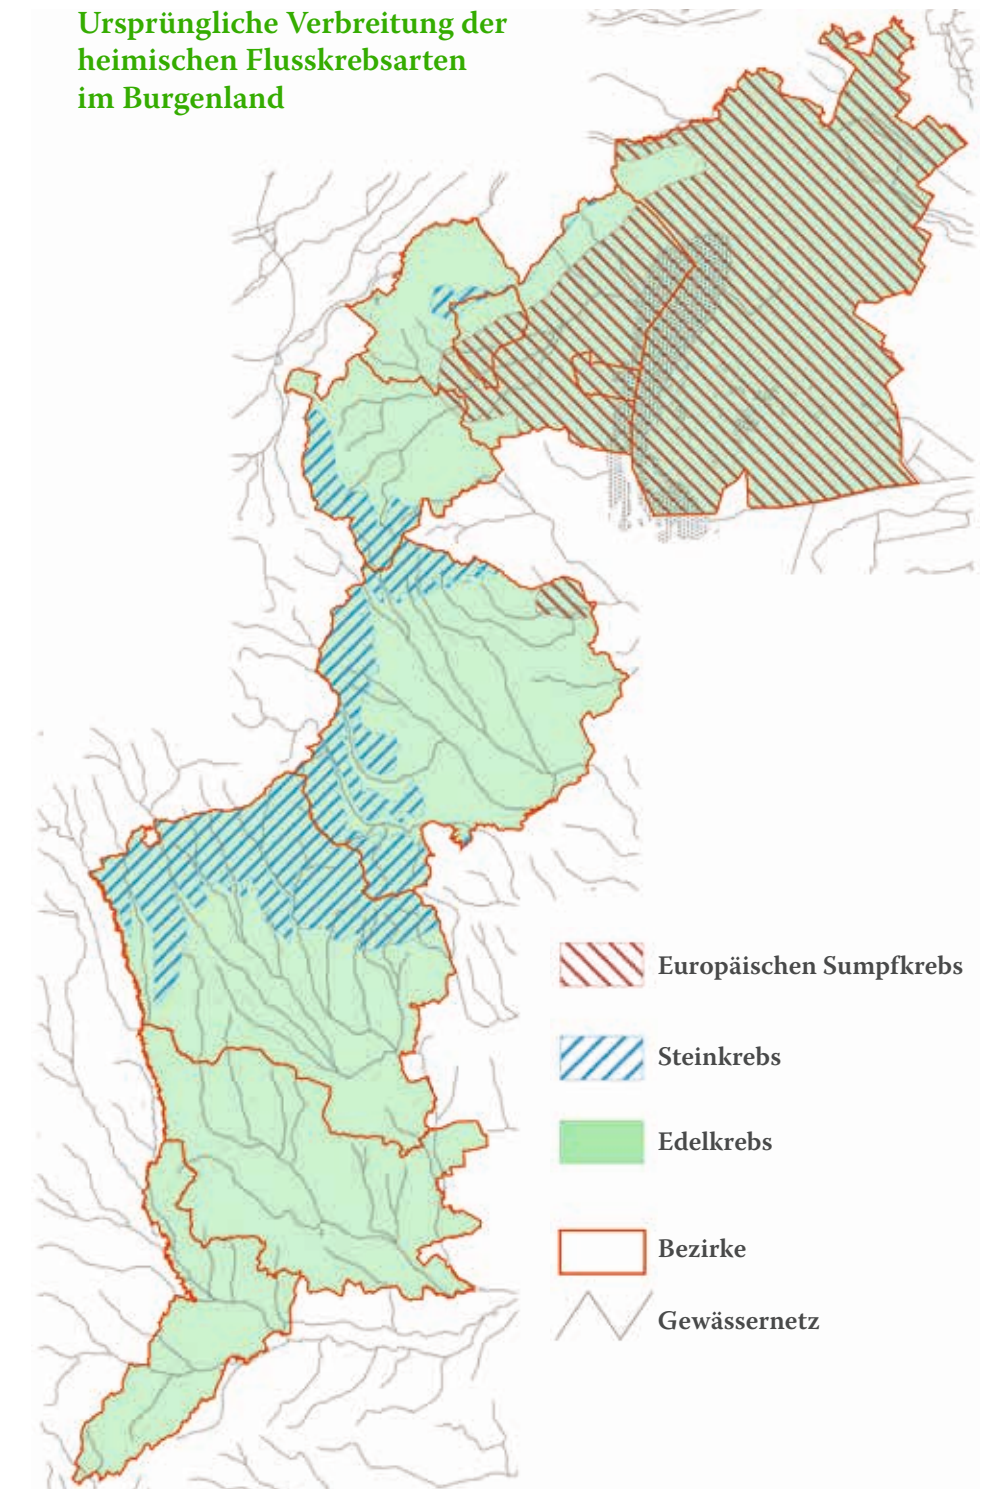 Ursprüngliche Verbreitung der
heimischen Flusskrebsarten
im Burgenland
Europäischen Sumpfkrebs
Steinkrebs
Edelkrebs
Bezirke
Gewässernetz